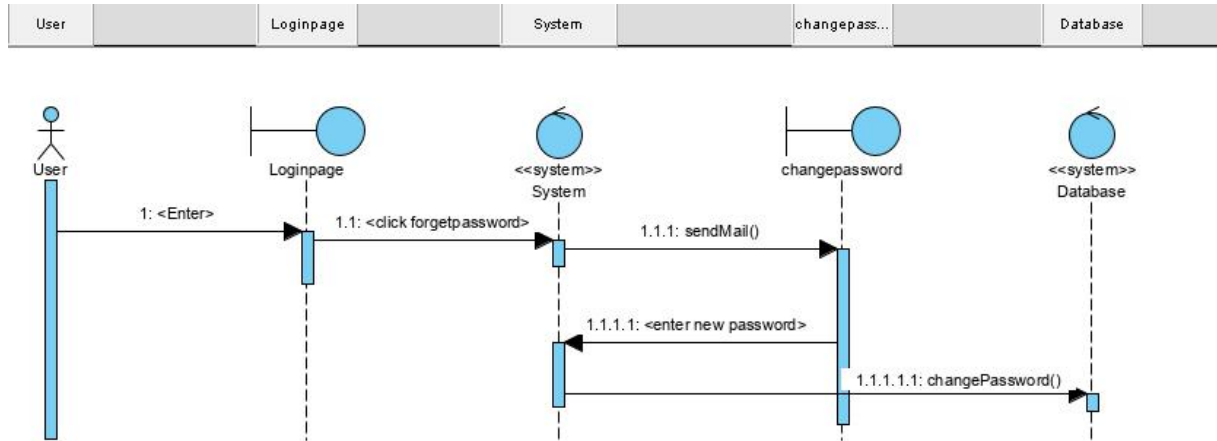 User
Loginpage
System
changepass...
Database
User
Loginpage
<<system>>
System
changepassword
<<system>>
Database
1: <Enter>
1.1: <click forgetpassword>
1.1.1: sendMail()
1.1.1.1: <enter new password>
1.1.1.1.1: changePassword()